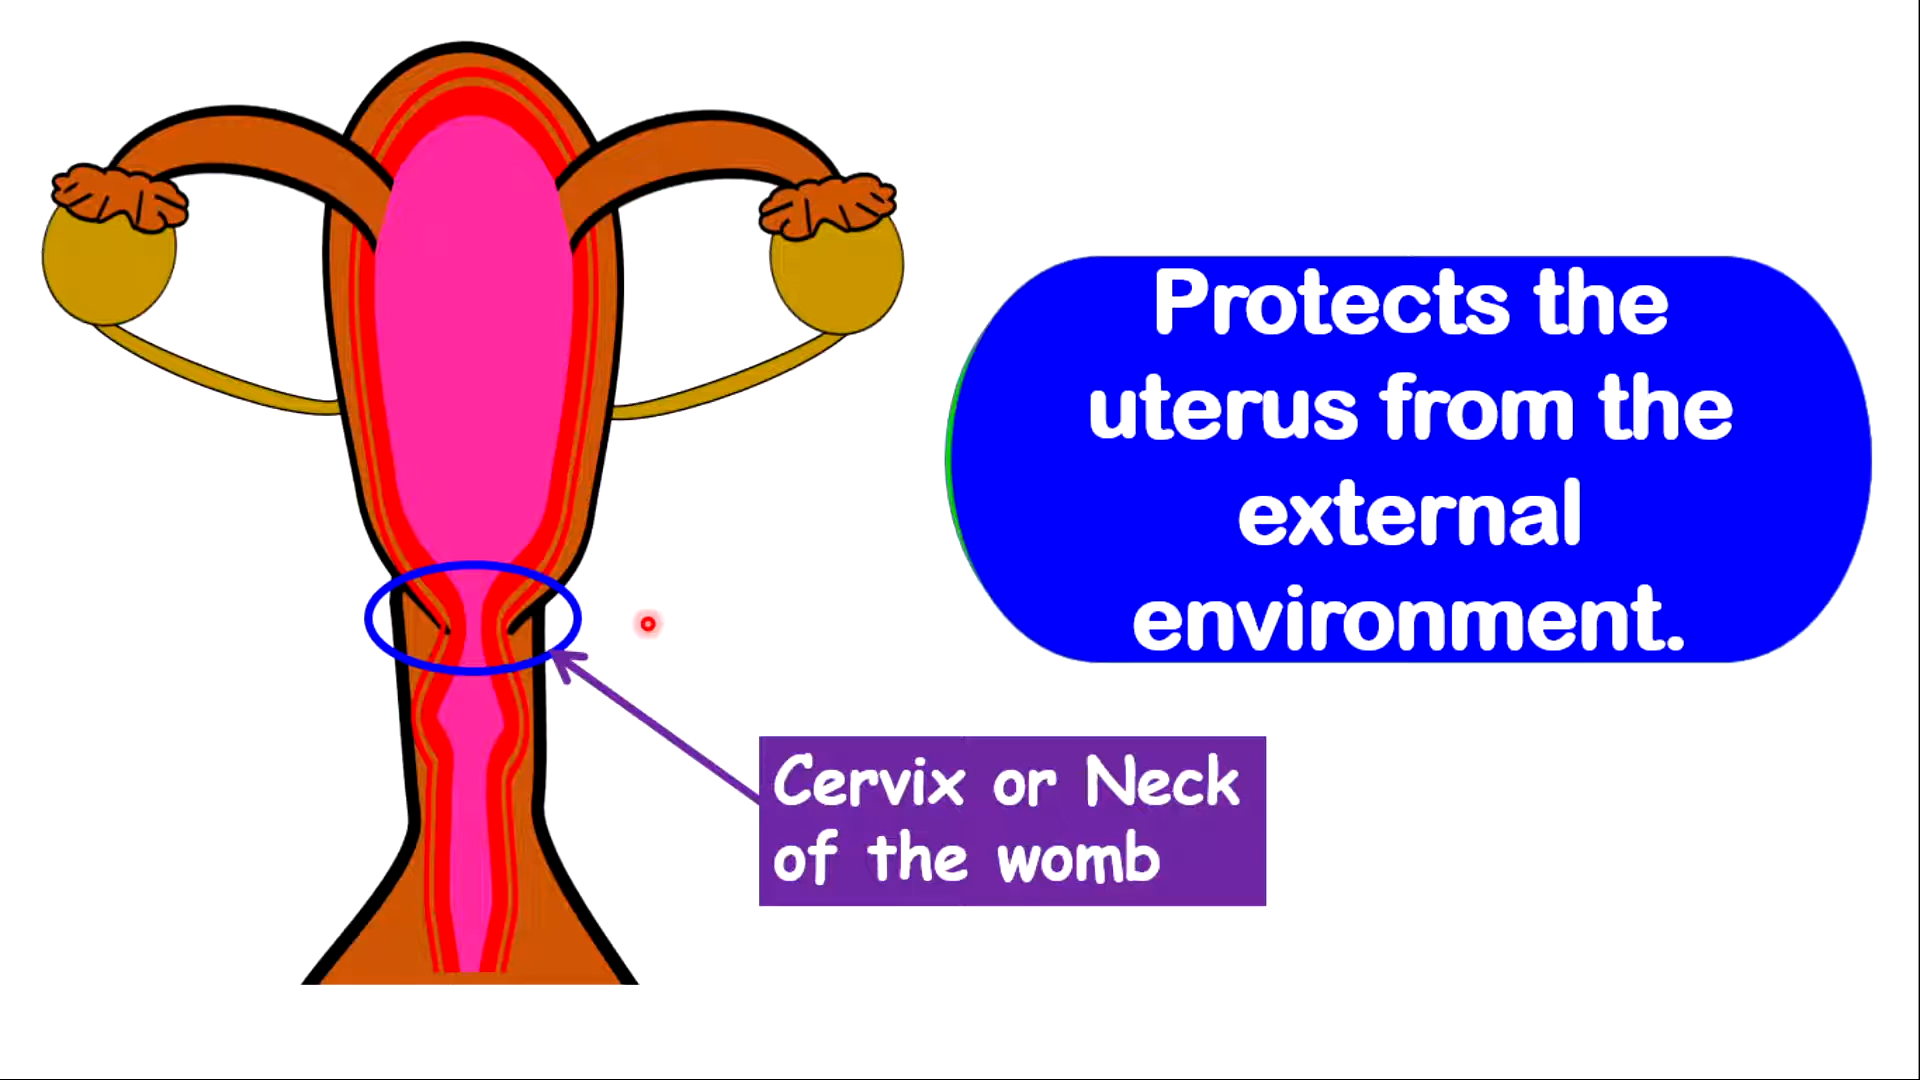 Protects the
uterus from the
external
environment.
Cervix or Neck
of the womb